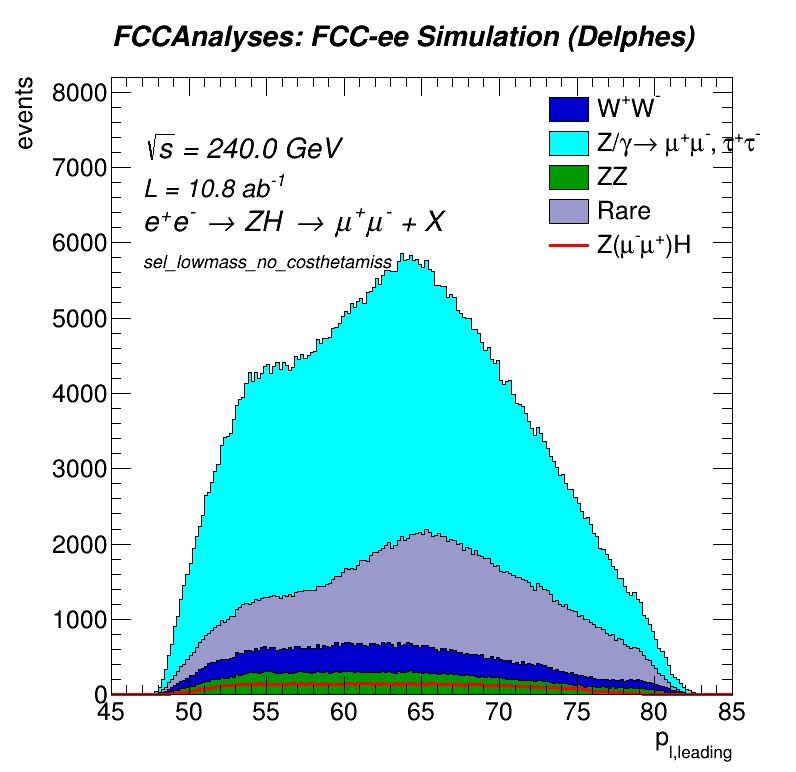 FCCAnalyses: FCC-ee Simulation (Delphes)
events
8000
7000
6000
5000
4000
3000
2000
1000
0
√s = 240.0 GeV
L = 10.8 ab⁻¹
e⁺e⁻ → ZH → μ⁺μ⁻ + X
sel_lowmass_no_costhetamiss
W⁺W⁻
Z/γ→ μ⁺μ⁻, τ⁺τ⁻
ZZ
Rare
Z(μ⁻μ⁺)H
45 50 55 60 65 70 75 80 85
p_l,leading